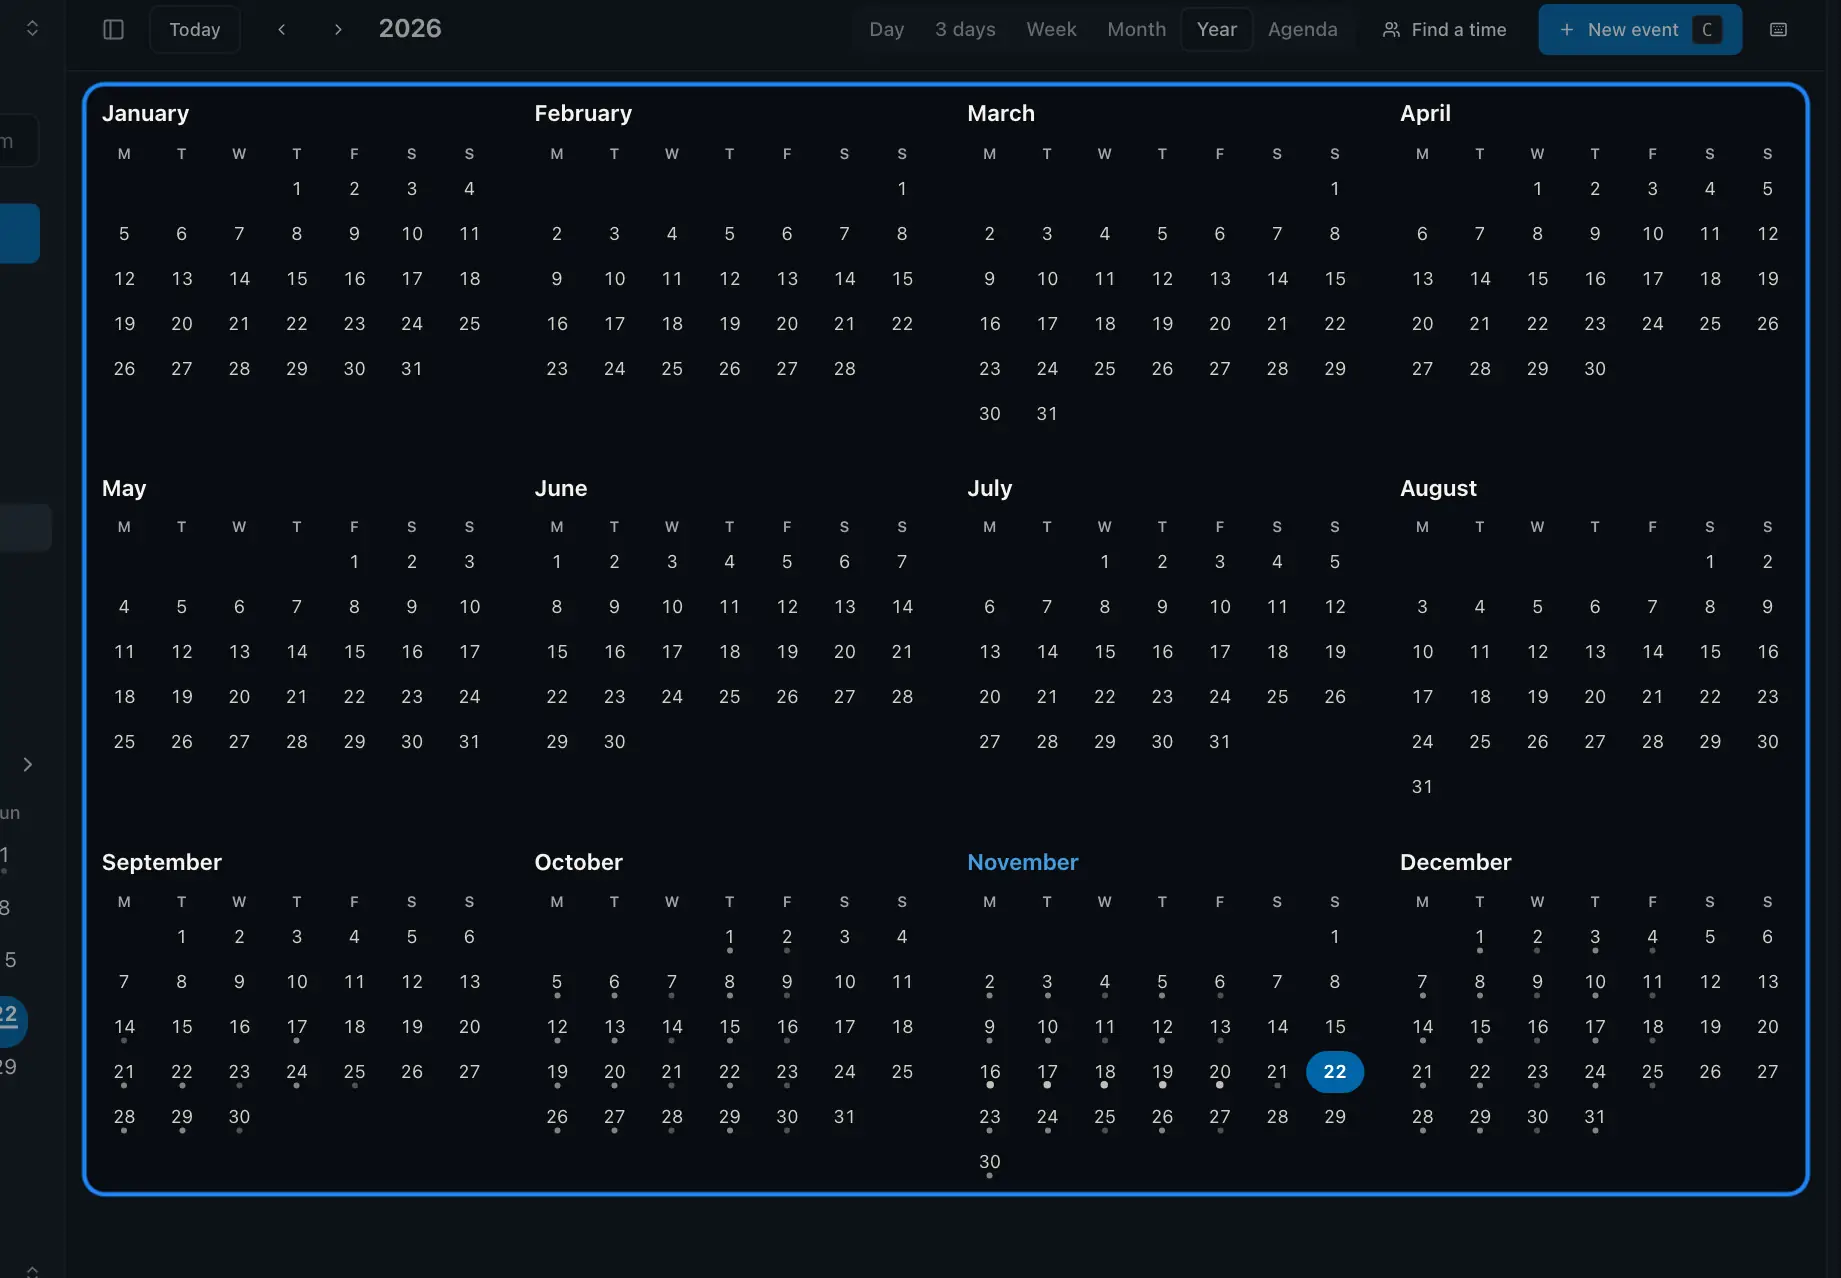 Today 2026 Day 3 days Week Month Year Agenda Find a time + New event C
m
January February March April
M T W T F S S M T W T F S S M T W T F S S M T W T F S S
1 2 3 4 1 1 1 2 3 4 5
5 6 7 8 9 10 11 2 3 4 5 6 7 8 2 3 4 5 6 7 8 6 7 8 9 10 11 12
12 13 14 15 16 17 18 9 10 11 12 13 14 15 9 10 11 12 13 14 15 13 14 15 16 17 18 19
19 20 21 22 23 24 25 16 17 18 19 20 21 22 16 17 18 19 20 21 22 20 21 22 23 24 25 26
26 27 28 29 30 31 23 24 25 26 27 28 23 24 25 26 27 28 29 27 28 29 30
30 31
May June July August
M T W T F S S M T W T F S S M T W T F S S M T W T F S S
1 2 3 1 2 3 4 5 6 7 1 2 3 4 5 1 2
4 5 6 7 8 9 10 8 9 10 11 12 13 14 6 7 8 9 10 11 12 3 4 5 6 7 8 9
11 12 13 14 15 16 17 15 16 17 18 19 20 21 13 14 15 16 17 18 19 10 11 12 13 14 15 16
18 19 20 21 22 23 24 22 23 24 25 26 27 28 20 21 22 23 24 25 26 17 18 19 20 21 22 23
25 26 27 28 29 30 31 29 30 27 28 29 30 31 24 25 26 27 28 29 30
31
un
1
8
5
22
29
September October November December
M T W T F S S M T W T F S S M T W T F S S M T W T F S S
1 2 3 4 5 6 1 2 3 4 1 1 2 3 4 5 6
7 8 9 10 11 12 13 5 6 7 8 9 10 11 2 3 4 5 6 7 8 7 8 9 10 11 12 13
14 15 16 17 18 19 20 12 13 14 15 16 17 18 9 10 11 12 13 14 15 14 15 16 17 18 19 20
21 22 23 24 25 26 27 19 20 21 22 23 24 25 16 17 18 19 20 21 22 21 22 23 24 25 26 27
28 29 30 26 27 28 29 30 31 23 24 25 26 27 28 29 28 29 30 31
30